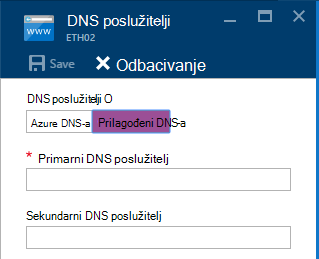 DNS poslužitelji
ETH02
www
Save Odbacivanje
DNS poslužitelji O
Azure DNS-a Prilagođeni DNS-a
* Primarni DNS poslužitelj
Sekundarni DNS poslužitelj